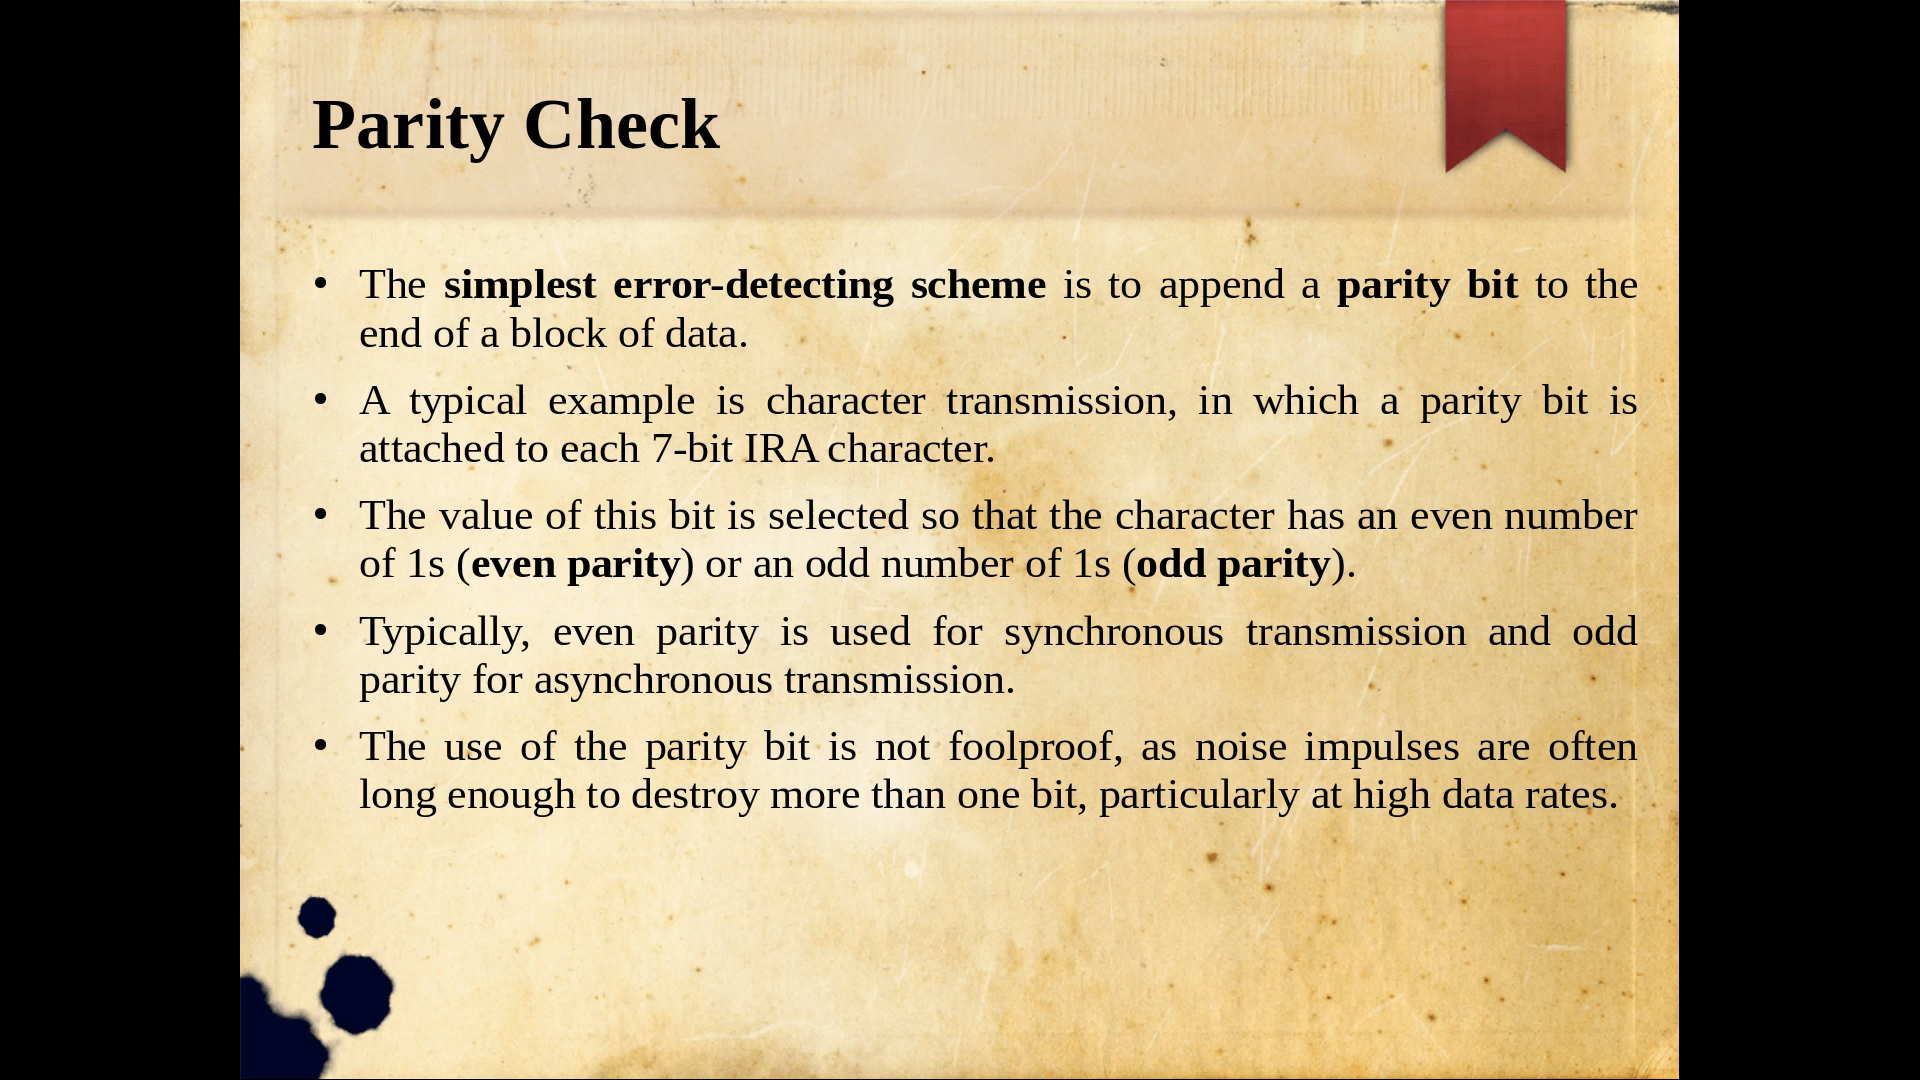 Parity Check
• The simplest error-detecting scheme is to append a parity bit to the
end of a block of data.
• A typical example is character transmission, in which a parity bit is
attached to each 7-bit IRA character.
• The value of this bit is selected so that the character has an even number
of 1s (even parity) or an odd number of 1s (odd parity).
• Typically, even parity is used for synchronous transmission and odd
parity for asynchronous transmission.
• The use of the parity bit is not foolproof, as noise impulses are often
long enough to destroy more than one bit, particularly at high data rates.